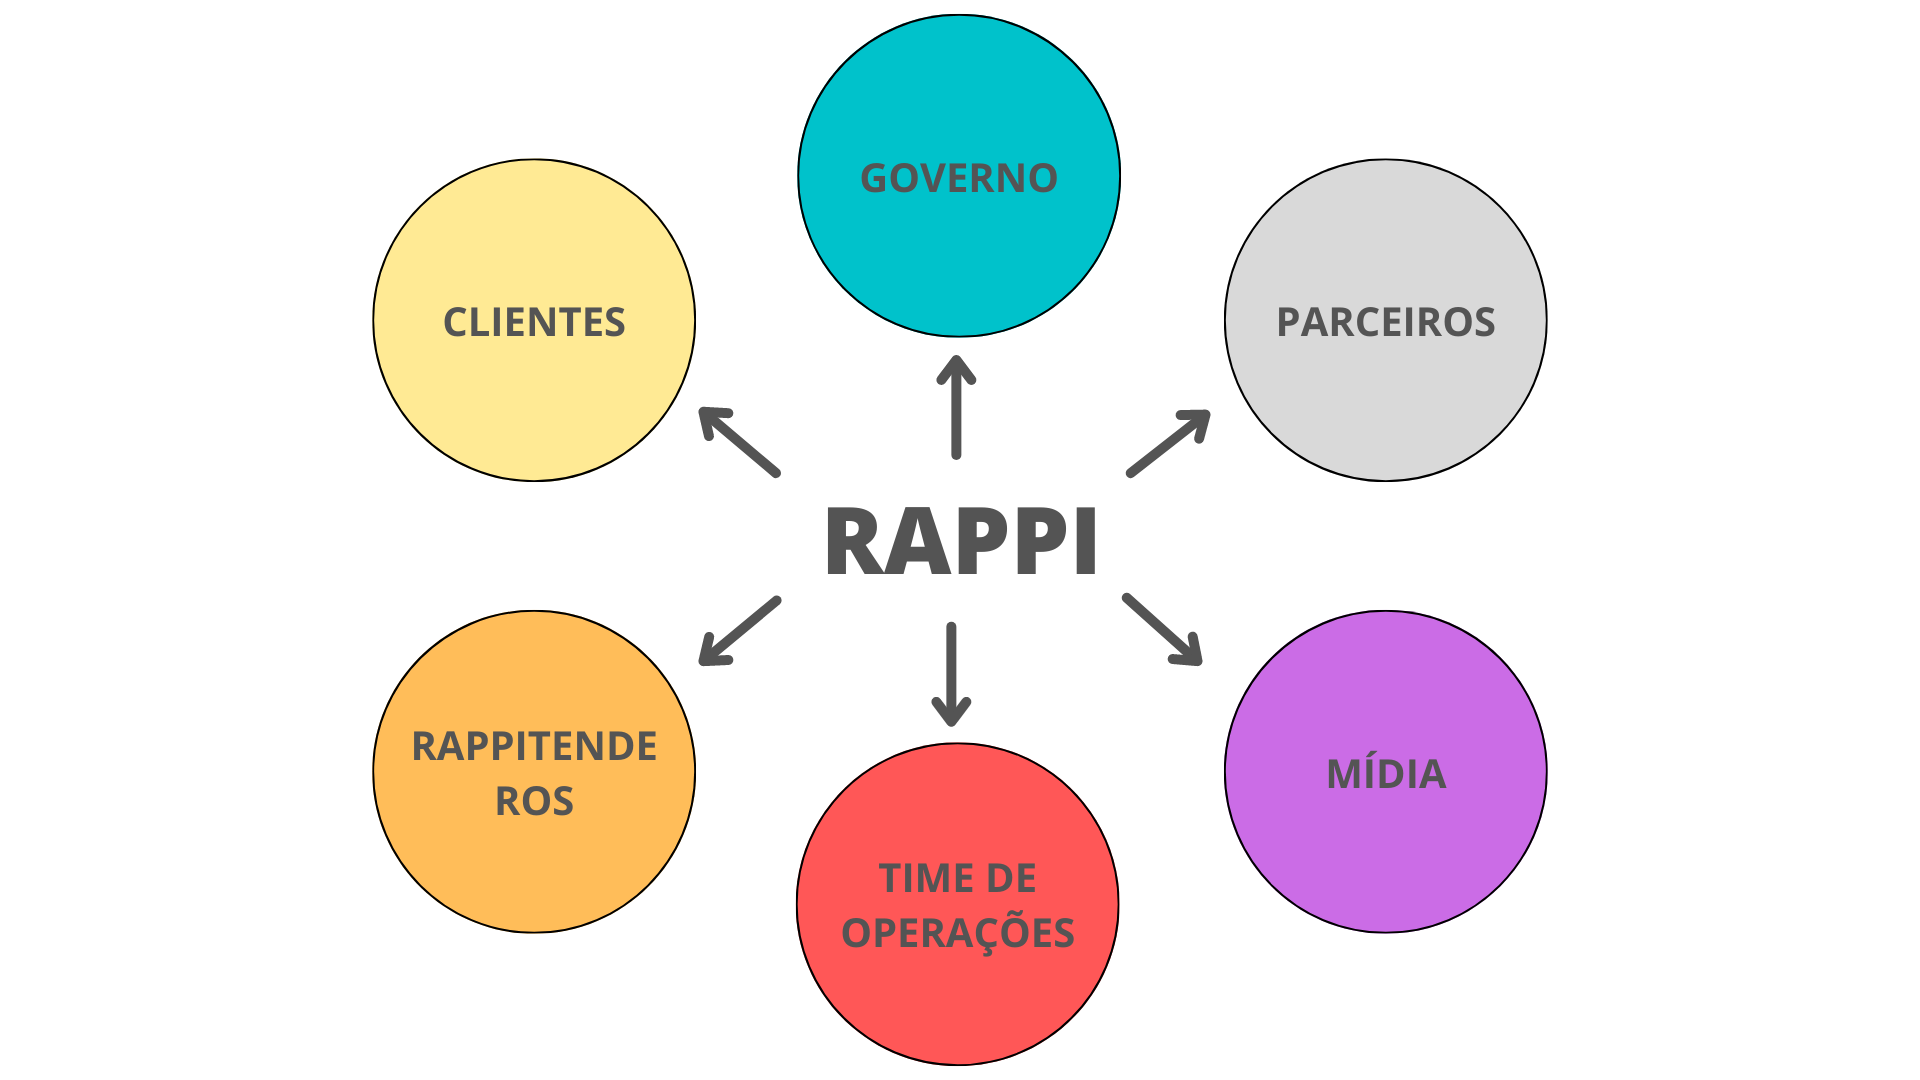 GOVERNO
CLIENTES
PARCEIROS
RAPPI
RAPPITENDE
ROS
MÍDIA
TIME DE
OPERAÇÕES